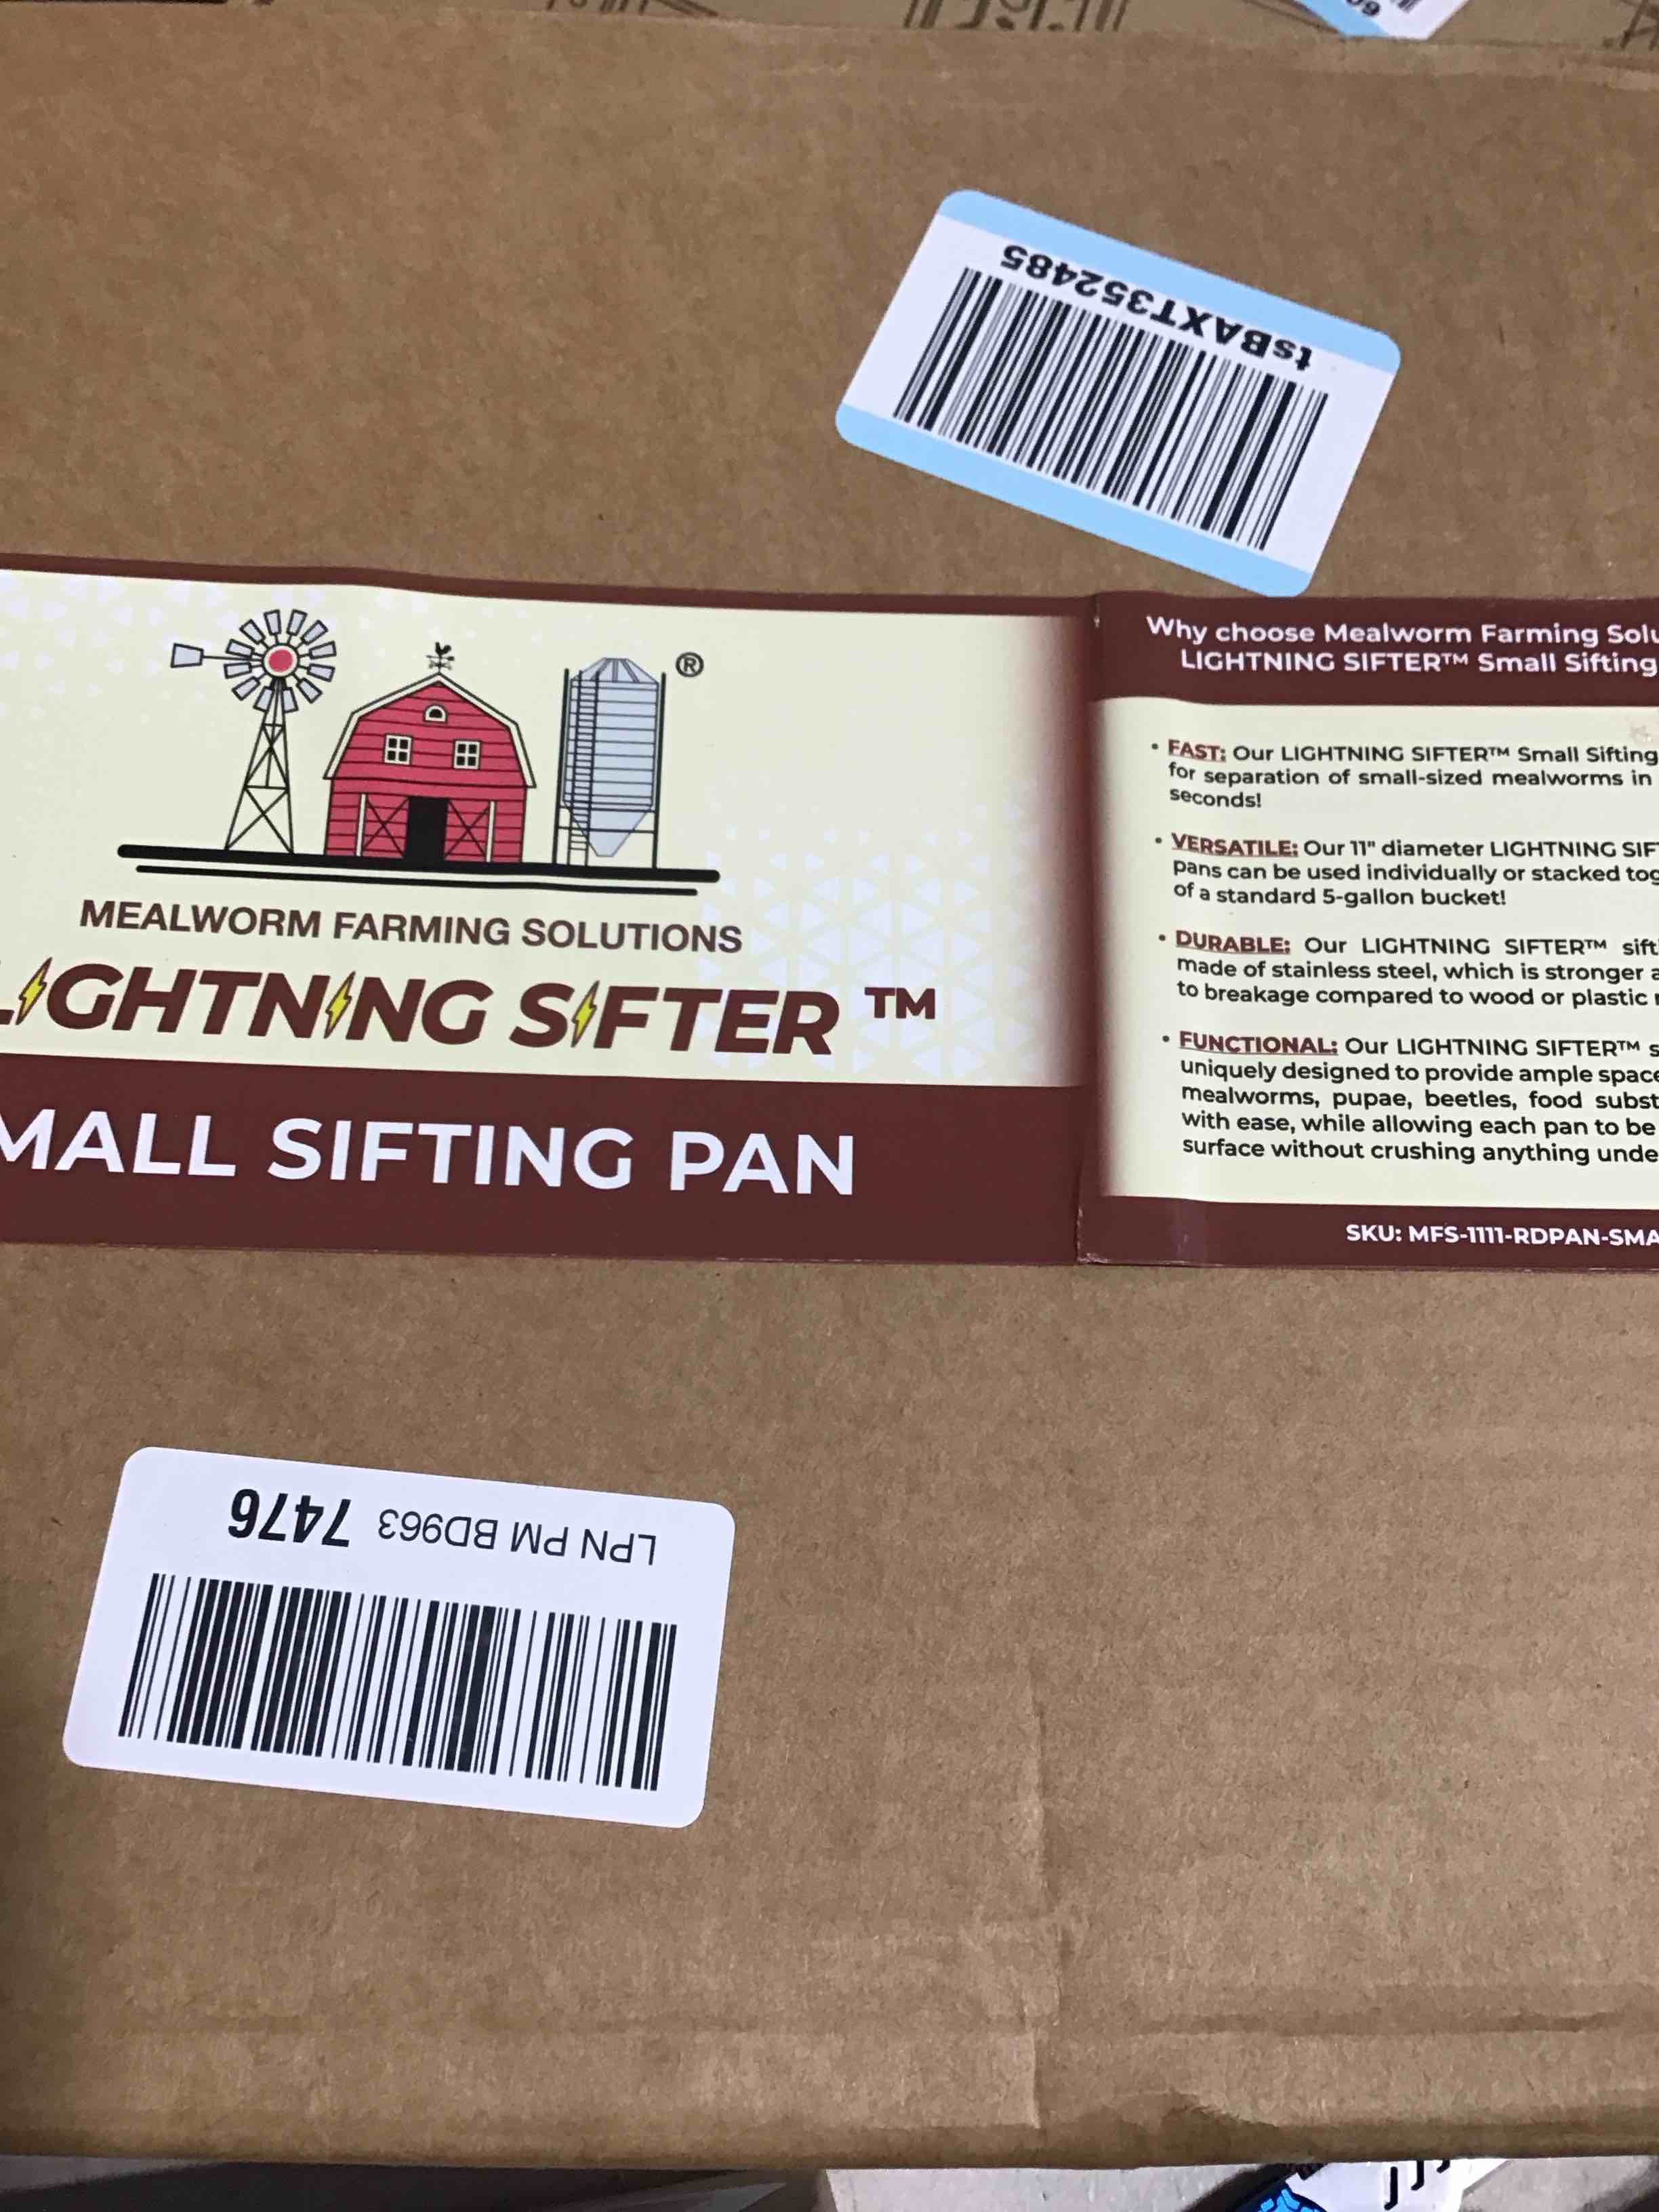 tsBAXT352485
®
MEALWORM FARMING SOLUTIONS
LIGHTNING SIFTER ™
SMALL SIFTING PAN
Why choose Mealworm Farming Solu
LIGHTNING SIFTER™ Small Sifting
• FAST: Our LIGHTNING SIFTER™ Small Sifting
for separation of small-sized mealworms in
seconds!
• VERSATILE: Our 11" diameter LIGHTNING SIF
pans can be used individually or stacked tog
of a standard 5-gallon bucket!
• DURABLE: Our LIGHTNING SIFTER™ sift
made of stainless steel, which is stronger a
to breakage compared to wood or plastic
• FUNCTIONAL: Our LIGHTNING SIFTER™ s
uniquely designed to provide ample space
mealworms, pupae, beetles, food subst
with ease, while allowing each pan to be
surface without crushing anything unde
SKU: MFS-1111-RDPAN-SMA
LPN PM BD963 7476